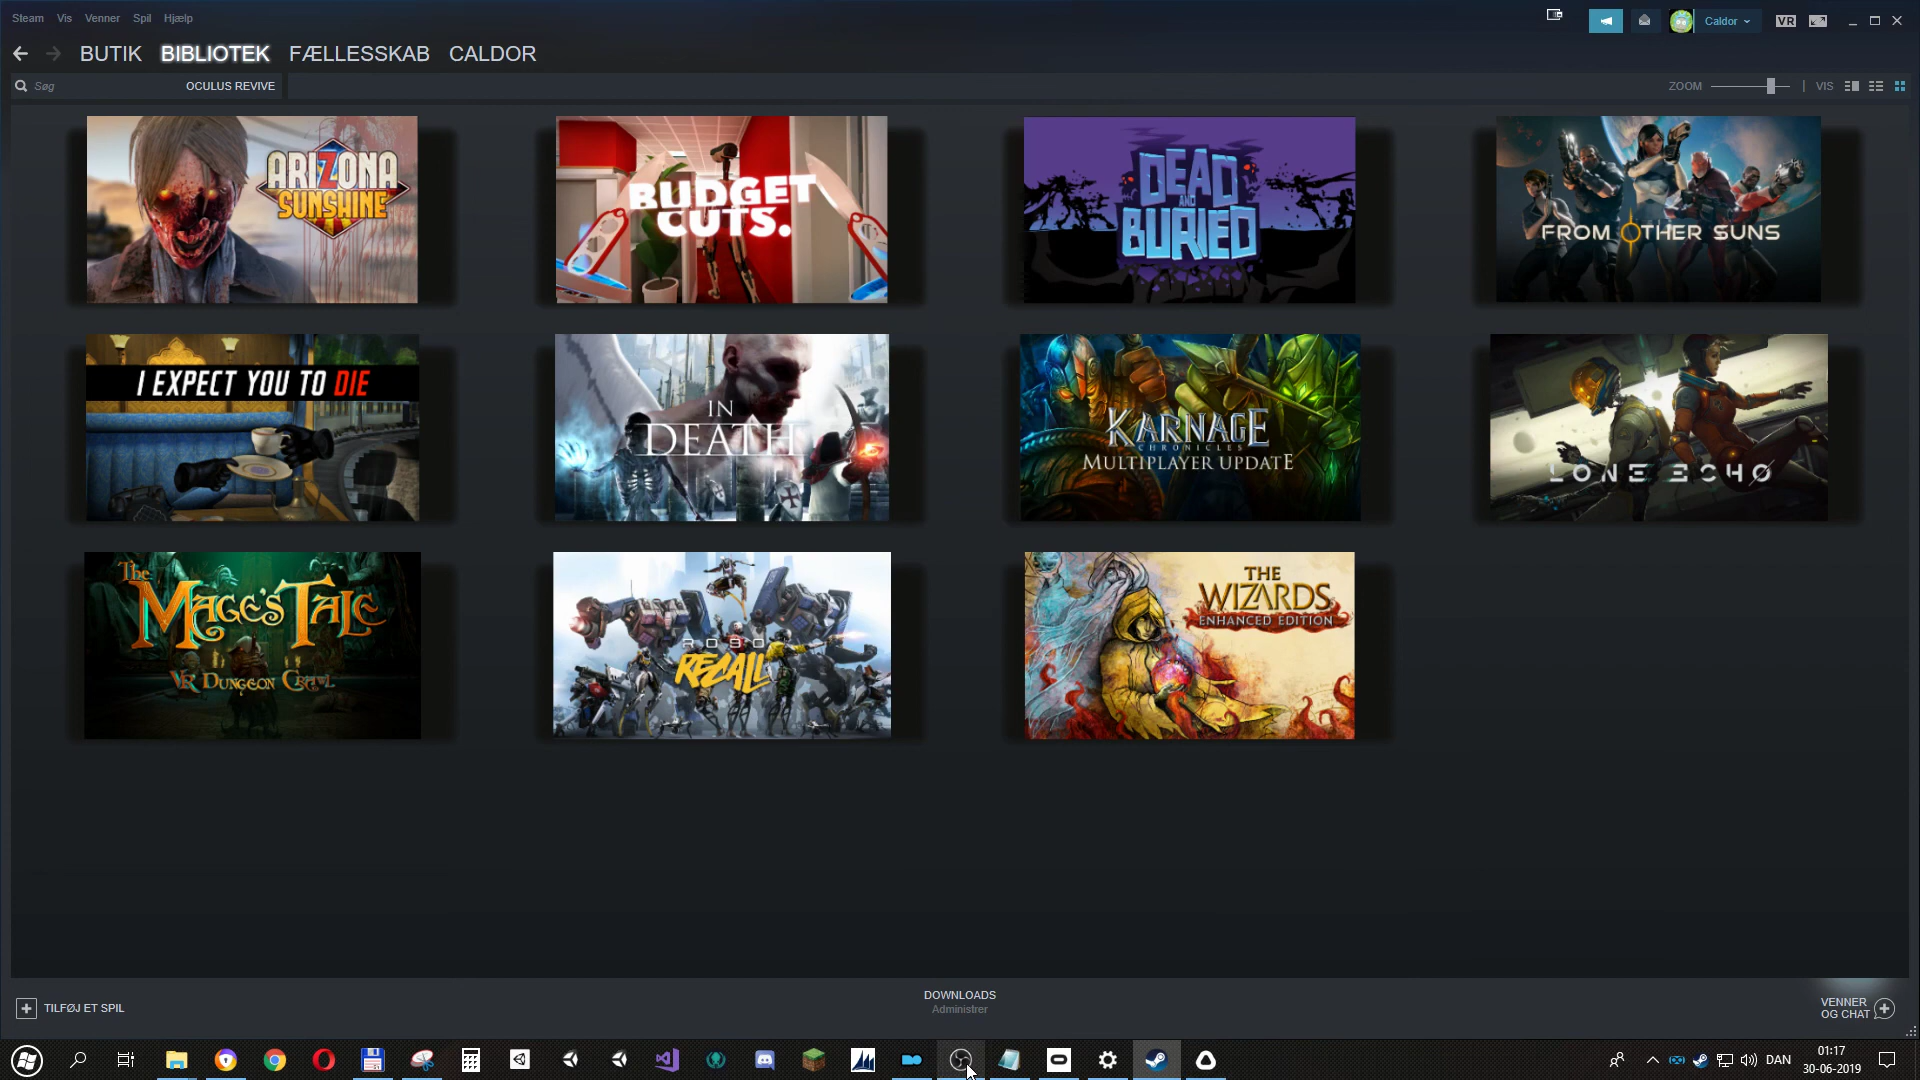 Steam Vis Venner Spil Hjælp
Caldor
VR
BUTIK BIBLIOTEK FÆLLESSKAB CALDOR
Søg
OCULUS REVIVE
ZOOM
VIS
ARIZONA
SUNSHINE
BUDGET
CUTS.
DEAD
AND
BURIED
FROM OTHER SUNS
I EXPECT YOU TO DIE
IN
DEATH
KARNAGE
CHRONICLES
MULTIPLAYER UPDATE
LONE ECHO
The
MAGE'S TALE
VR DUNGEON CRAWL
ROBO
RECALL
THE
WIZARDS
ENHANCED EDITION
TILFØJ ET SPIL
DOWNLOADS
Administrer
VENNER
OG CHAT
DAN
01:17
30-06-2019